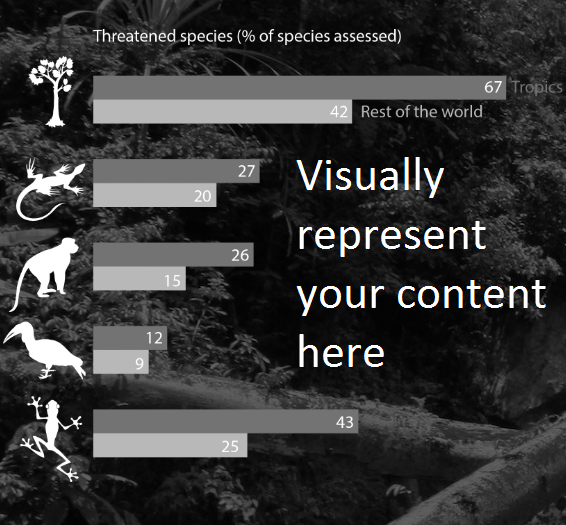 Threatened species (% of species assessed)
67 Tropics
42 Rest of the world
27
20
Visually
represent
your content
here
26
15
12
9
43
25